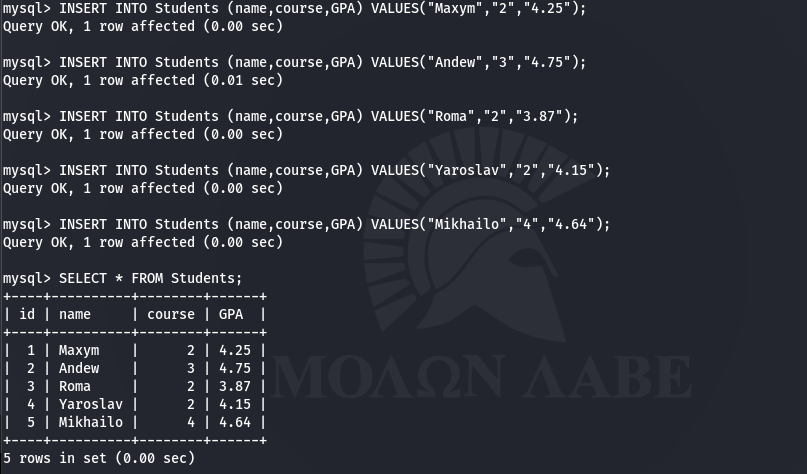 mysql> INSERT INTO Students (name,course,GPA) VALUES("Maxym","2","4.25");
Query OK, 1 row affected (0.00 sec)
mysql> INSERT INTO Students (name,course,GPA) VALUES("Andew","3","4.75");
Query OK, 1 row affected (0.01 sec)
mysql> INSERT INTO Students (name,course,GPA) VALUES("Roma","2","3.87");
Query OK, 1 row affected (0.00 sec)
mysql> INSERT INTO Students (name,course,GPA) VALUES("Yaroslav","2","4.15");
Query OK, 1 row affected (0.00 sec)
mysql> INSERT INTO Students (name,course,GPA) VALUES("Mikhailo","4","4.64");
Query OK, 1 row affected (0.00 sec)
mysql> SELECT * FROM Students;
+----+----------+--------+------+
| id | name     | course | GPA  |
+----+----------+--------+------+
|  1 | Maxym    |      2 | 4.25 |
|  2 | Andew    |      3 | 4.75 |
|  3 | Roma     |      2 | 3.87 |
|  4 | Yaroslav |      2 | 4.15 |
|  5 | Mikhailo |      4 | 4.64 |
+----+----------+--------+------+
5 rows in set (0.00 sec)
ΜΟΛΩΝ ΛΑΒΕ